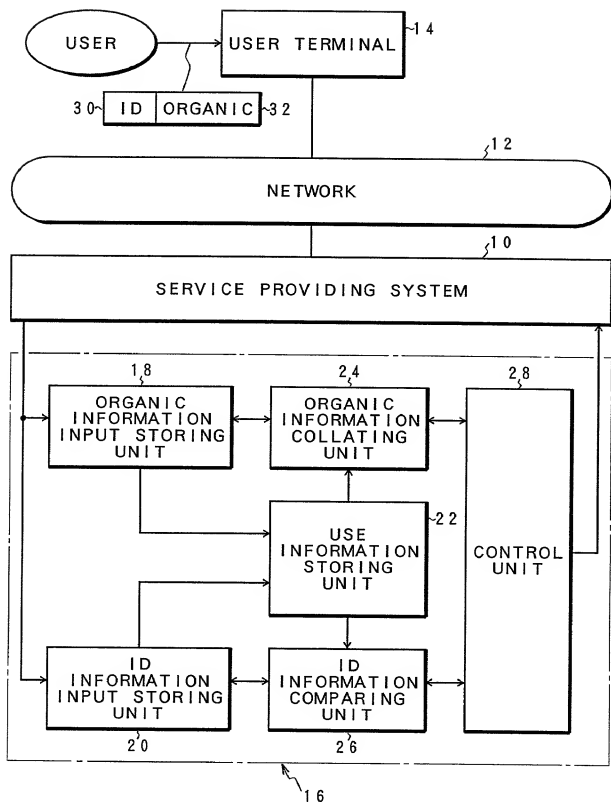 USER
USER TERMINAL
14
30
ID
ORGANIC
32
12
NETWORK
10
SERVICE PROVIDING SYSTEM
18
24
28
ORGANIC
INFORMATION
INPUT STORING
UNIT
ORGANIC
INFORMATION
COLLATING
UNIT
22
USE
INFORMATION
STORING
UNIT
CONTROL
UNIT
ID
INFORMATION
INPUT STORING
UNIT
ID
INFORMATION
COMPARING
UNIT
20
26
16